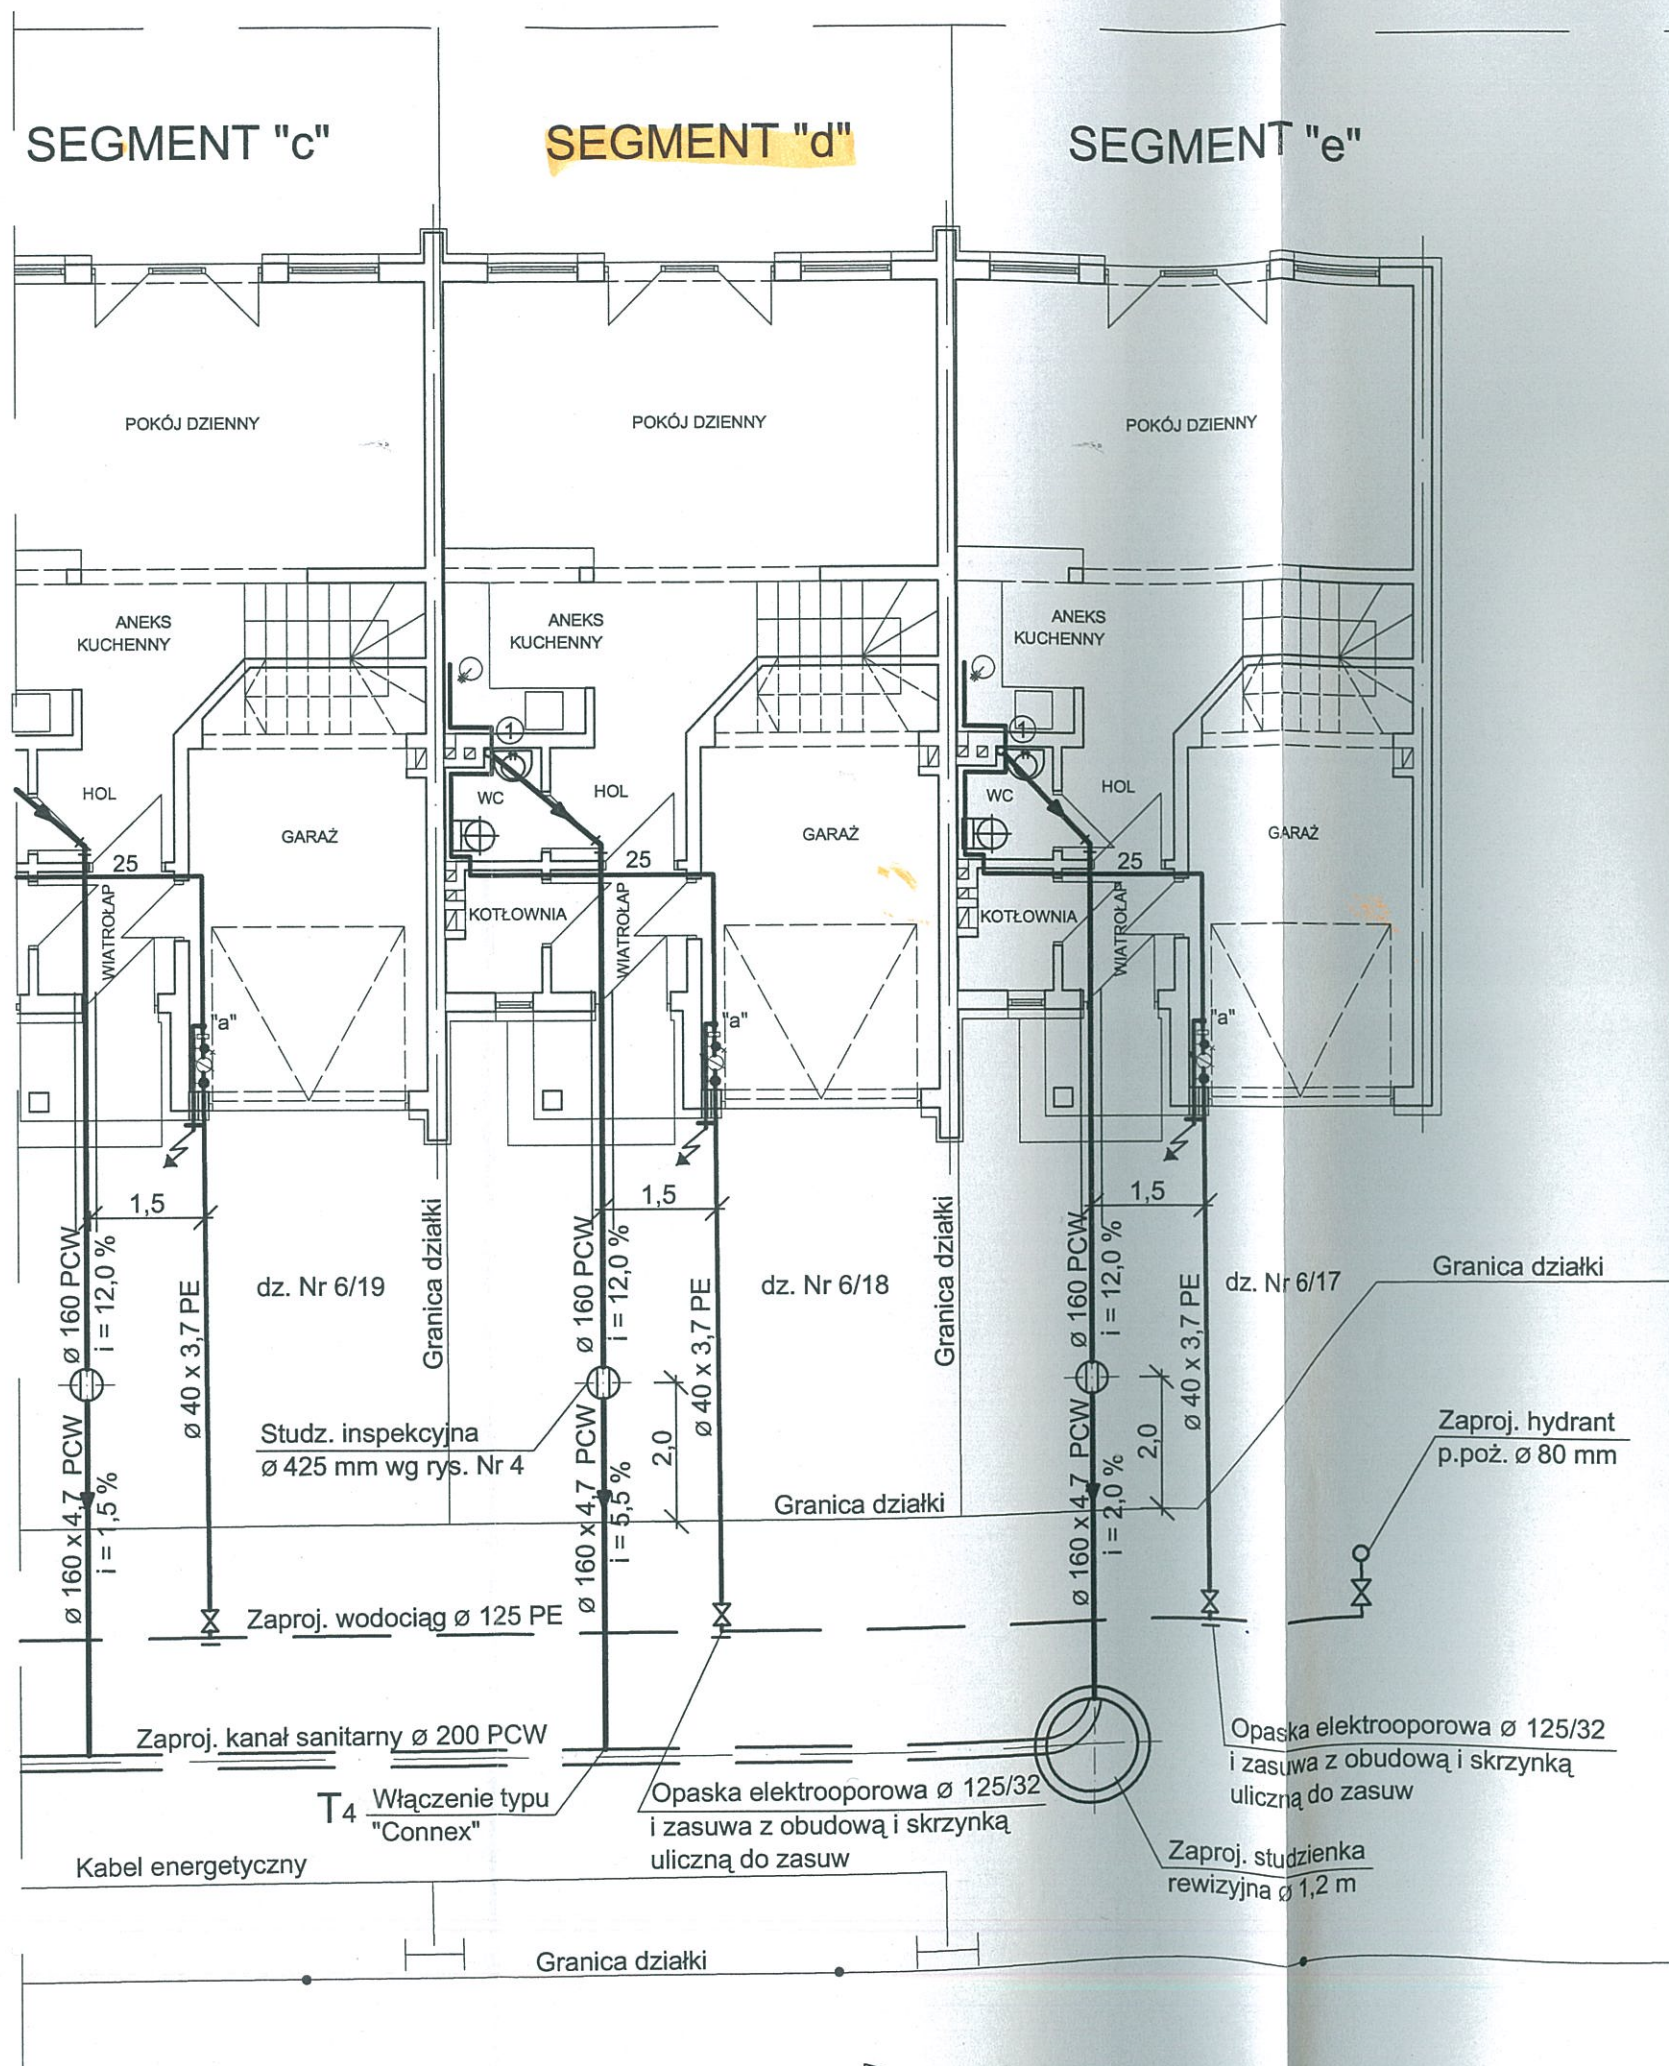 SEGMENT "c"
SEGMENT "d"
SEGMENT "e"
POKÓJ DZIENNY
POKÓJ DZIENNY
POKÓJ DZIENNY
ANEKS
KUCHENNY
ANEKS
KUCHENNY
ANEKS
KUCHENNY
1
1
HOL
WC
HOL
WC
HOL
GARAŻ
GARAŻ
GARAŻ
25
25
25
WIATROŁAP
KOTŁOWNIA
WIATROŁAP
KOTŁOWNIA
WIATROŁAP
"a"
"a"
"a"
1,5
1,5
1,5
ø 160 PCW
i = 12,0 %
ø 40 x 3,7 PE
dz. Nr 6/19
Granica działki
ø 160 PCW
i = 12,0 %
ø 40 x 3,7 PE
dz. Nr 6/18
Granica działki
ø 160 PCW
i = 12,0 %
ø 40 x 3,7 PE
dz. Nr 6/17
Granica działki
Studz. inspekcyjna
ø 425 mm wg rys. Nr 4
2,0
2,0
Zaproj. hydrant
p.poż. ø 80 mm
ø 160 x 4,7 PCW
i = 1,5 %
ø 160 x 4,7 PCW
i = 5,5 %
ø 160 x 4,7 PCW
i = 2,0 %
Granica działki
Zaproj. wodociąg ø 125 PE
Zaproj. kanał sanitarny ø 200 PCW
T4 Włączenie typu
"Connex"
Opaska elektrooporowa ø 125/32
i zasuwa z obudową i skrzynką
uliczną do zasuw
Opaska elektrooporowa ø 125/32
i zasuwa z obudową i skrzynką
uliczną do zasuw
Zaproj. studzienka
rewizyjna ø 1,2 m
Kabel energetyczny
Granica działki